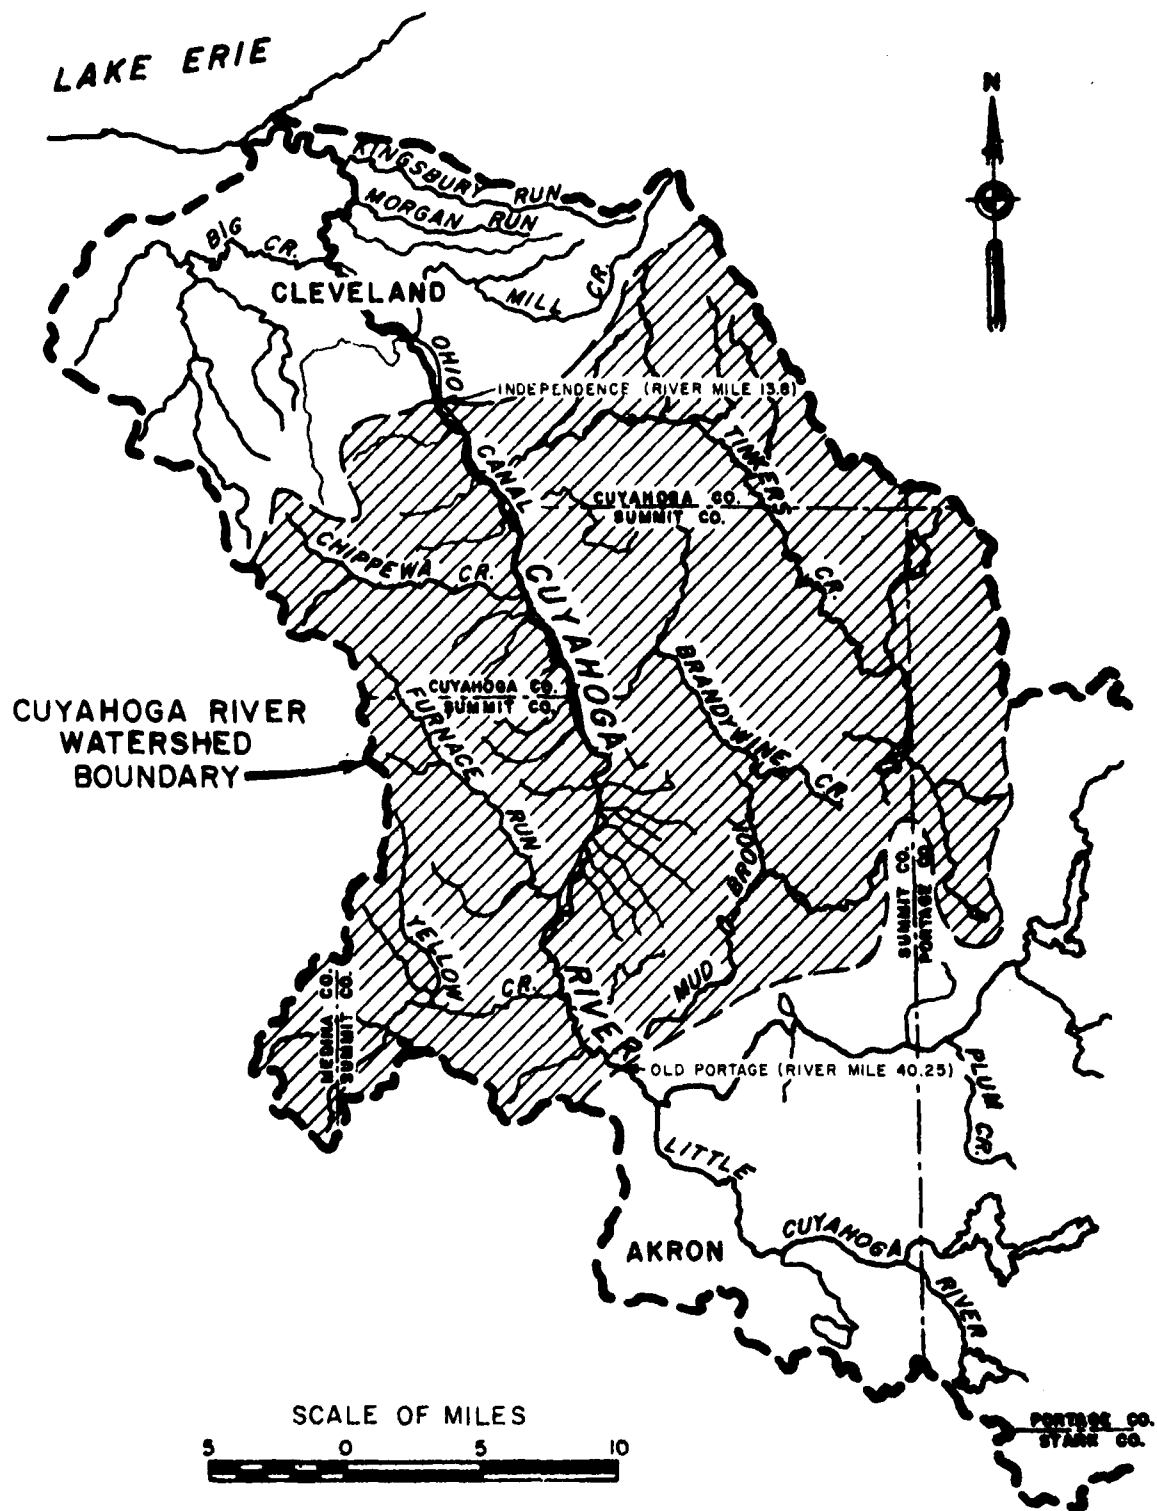 LAKE ERIE
N
KINGSBURY RUN
MORGAN RUN
BIG CR.
CLEVELAND
MILL CR.
OHIO CANAL
INDEPENDENCE (RIVER MILE 13.8)
TINKERS CR.
CUYAHOGA CO.
SUMMIT CO.
CHIPPEWA CR.
CUYAHOGA RIVER
BRANDYWINE CR.
CUYAHOGA CO.
SUMMIT CO.
FURNACE RUN
CUYAHOGA RIVER
WATERSHED
BOUNDARY
MUD BROOK
SUMMIT CO.
PORTAGE CO.
YELLOW CR.
MEDINA CO.
SUMMIT CO.
OLD PORTAGE (RIVER MILE 40.25)
PLUM CR.
LITTLE CUYAHOGA RIVER
AKRON
SCALE OF MILES
5 0 5 10
PORTAGE CO.
STARK CO.